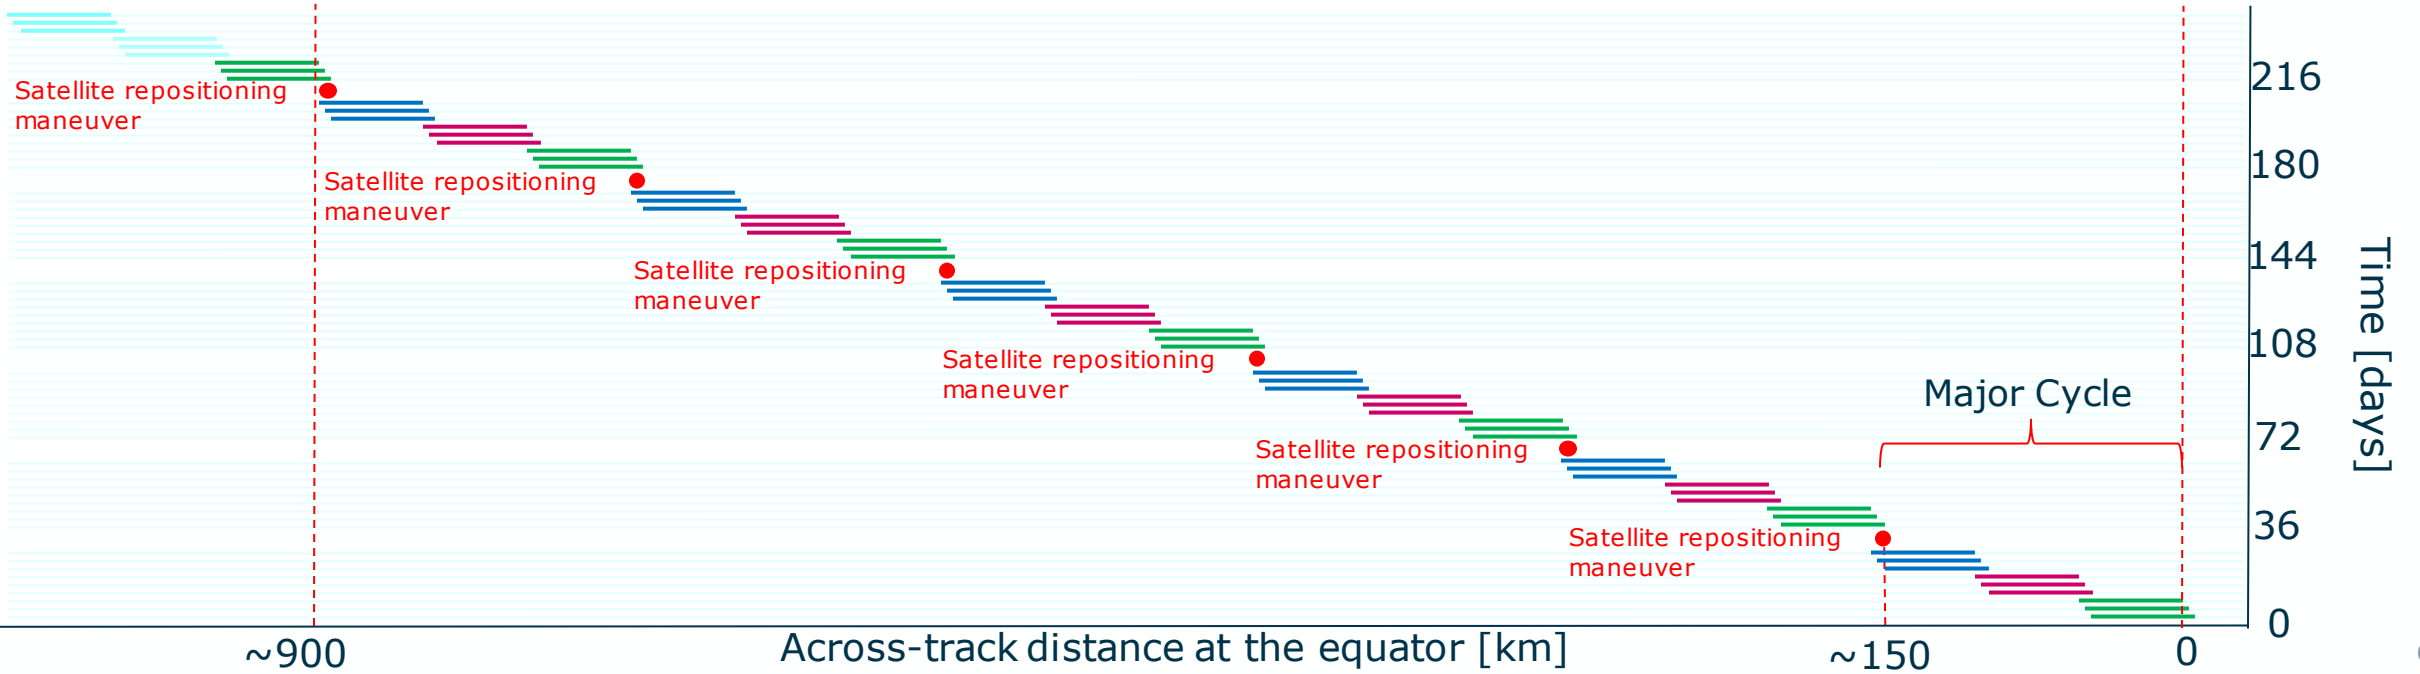 216
Satellite repositioning
maneuver
180
Satellite repositioning
maneuver
144
Satellite repositioning
maneuver
108
Satellite repositioning
maneuver
Major Cycle
72
Satellite repositioning
maneuver
36
Satellite repositioning
maneuver
0
Time [days]
~900
Across-track distance at the equator [km]
~150
0